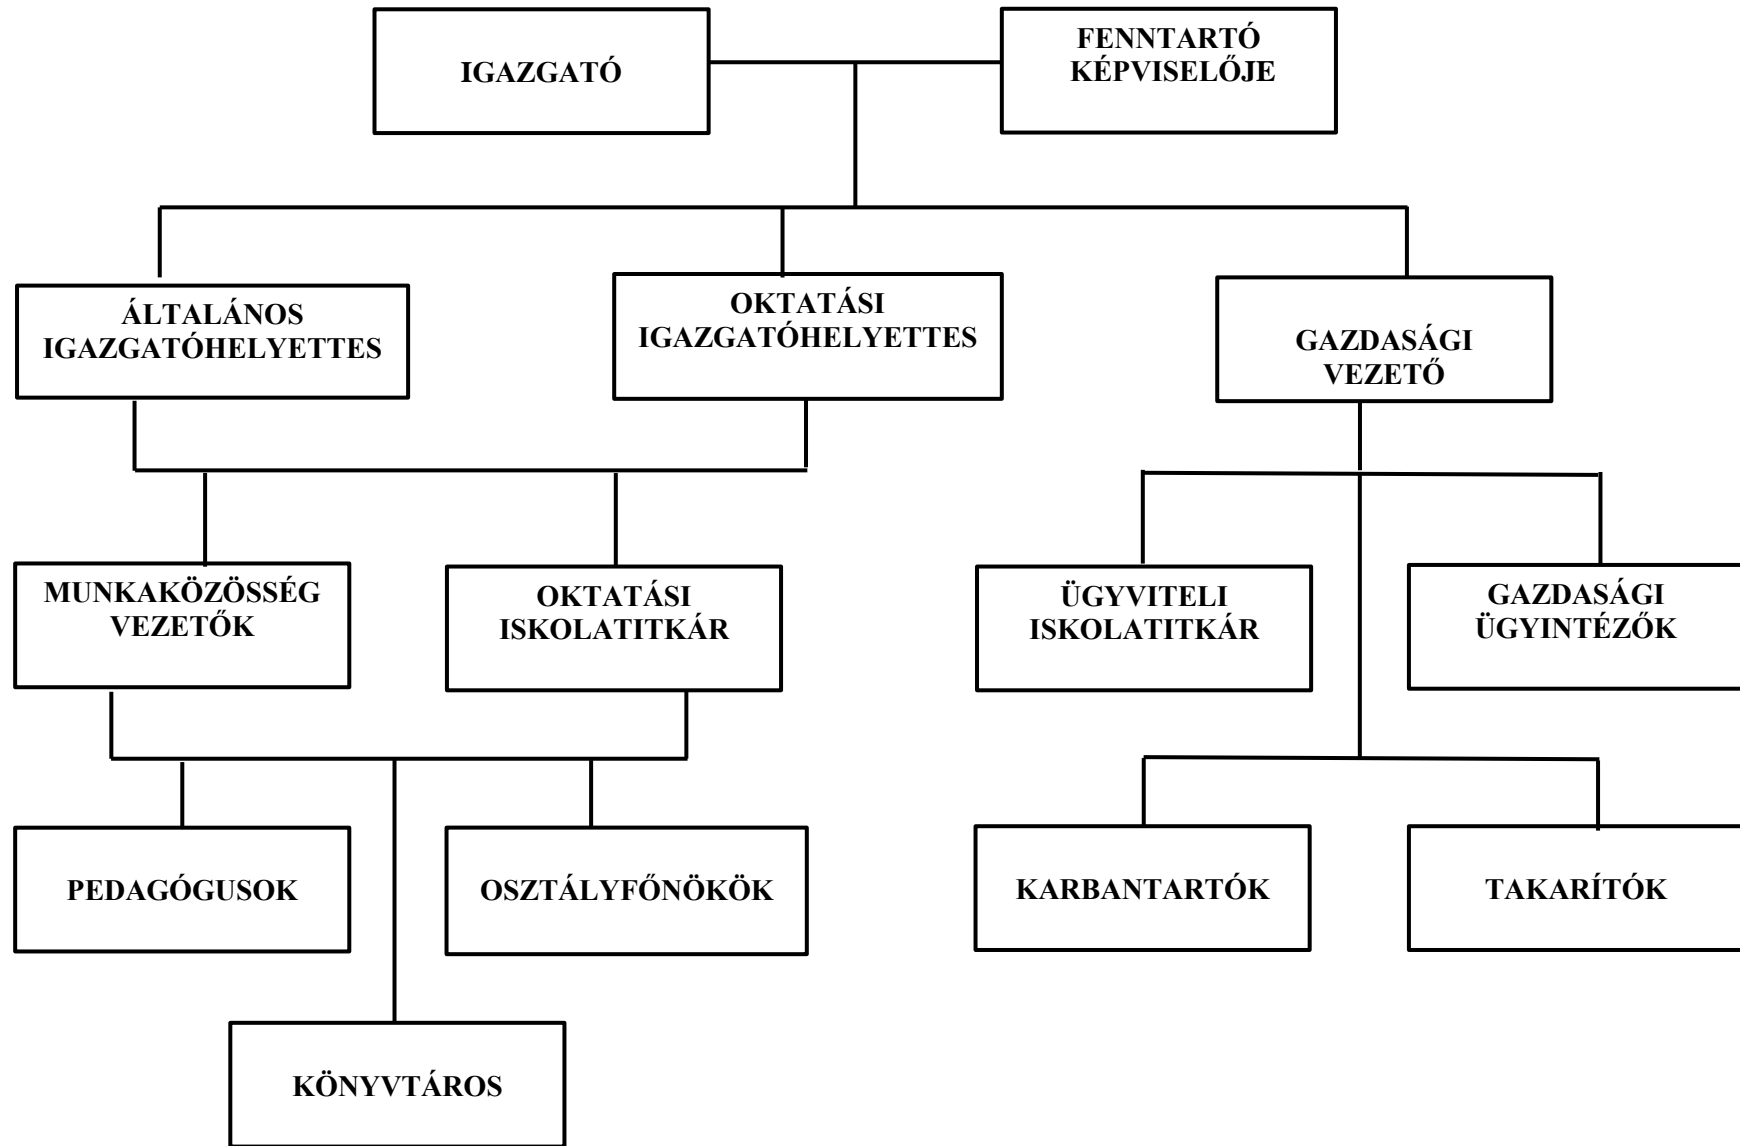 IGAZGATÓ
FENNTARTÓ
KÉPVISELŐJE
ÁLTALÁNOS
IGAZGATÓHELYETTES
OKTATÁSI
IGAZGATÓHELYETTES
GAZDASÁGI
VEZETŐ
MUNKAKÖZÖSSÉG
VEZETŐK
OKTATÁSI
ISKOLATITKÁR
ÜGYVITELI
ISKOLATITKÁR
GAZDASÁGI
ÜGYINTÉZŐK
PEDAGÓGUSOK
OSZTÁLYFŐNÖKÖK
KARBANTARTÓK
TAKARÍTÓK
KÖNYVTÁROS